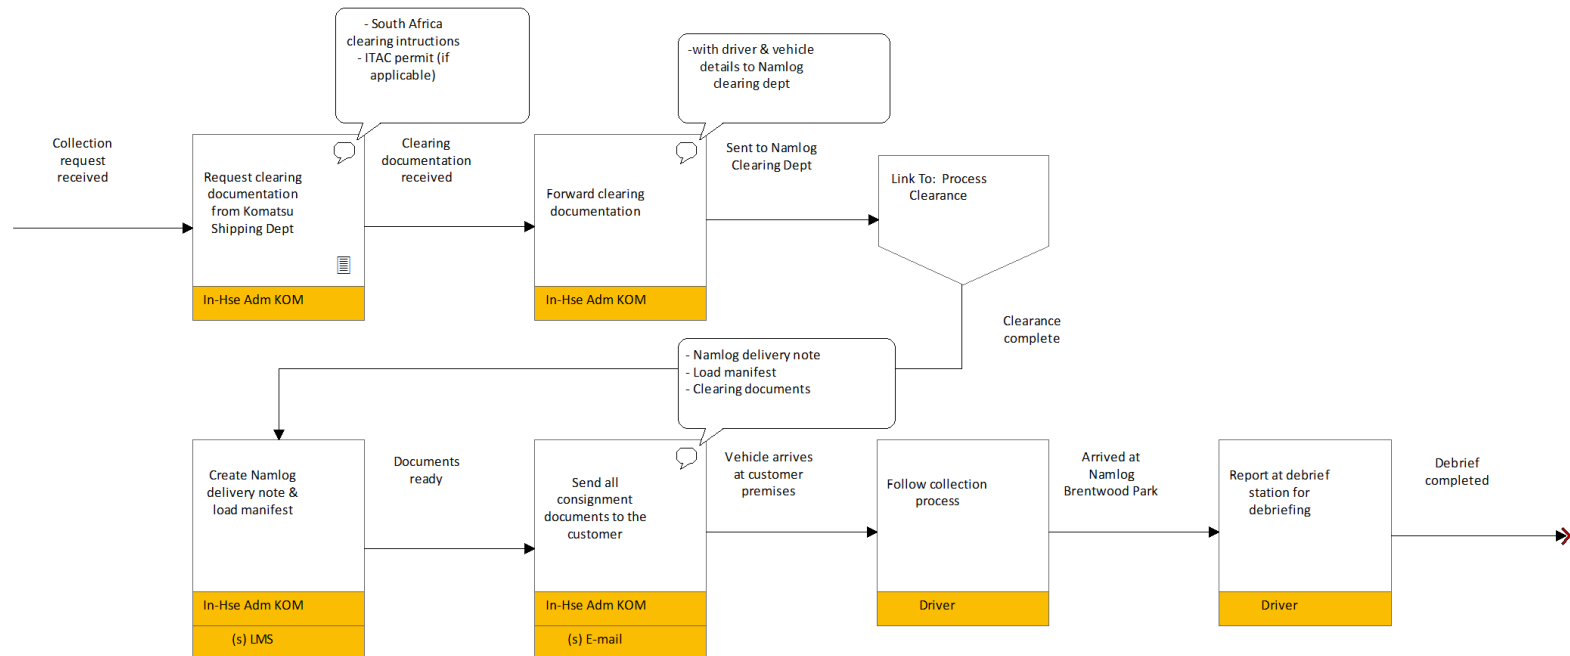 - South Africa
clearing intructions
- ITAC permit (if
applicable)
-with driver & vehicle
details to Namlog
clearing dept
Collection
request
received
Request clearing
documentation
from Komatsu
Shipping Dept
In-Hse Adm KOM
Clearing
documentation
received
Forward clearing
documentation
In-Hse Adm KOM
Sent to Namlog
Clearing Dept
Link To: Process
Clearance
Clearance
complete
- Namlog delivery note
- Load manifest
- Clearing documents
Create Namlog
delivery note &
load manifest
In-Hse Adm KOM
(s) LMS
Documents
ready
Send all
consignment
documents to the
customer
In-Hse Adm KOM
(s) E-mail
Vehicle arrives
at customer
premises
Follow collection
process
Driver
Arrived at
Namlog
Brentwood Park
Report at debrief
station for
debriefing
Driver
Debrief
completed